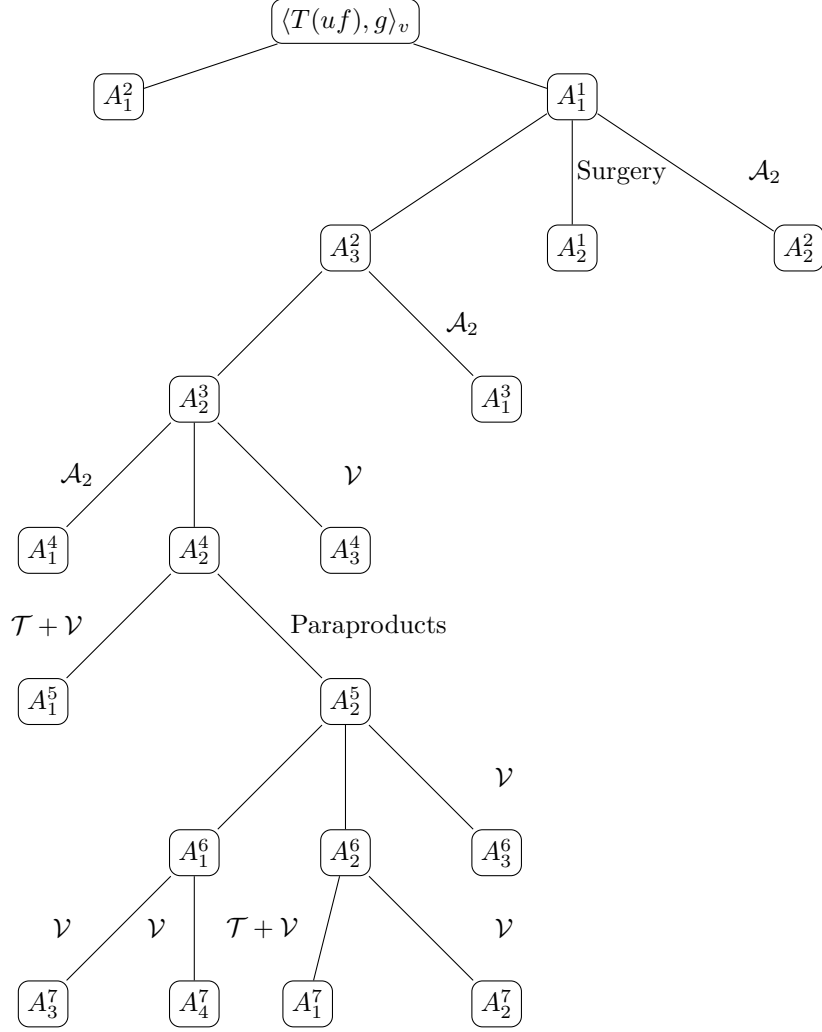 ⟨T(uf), g⟩_v
A_1^2 A_1^1
Surgery 𝒜_2
A_3^2 A_2^1 A_2^2
𝒜_2
A_2^3 A_1^3
𝒜_2 𝒱
A_1^4 A_2^4 A_3^4
𝒯 + 𝒱 Paraproducts
A_1^5 A_2^5
𝒱
A_1^6 A_2^6 A_3^6
𝒱 𝒱 𝒯 + 𝒱 𝒱
A_3^7 A_4^7 A_1^7 A_2^7